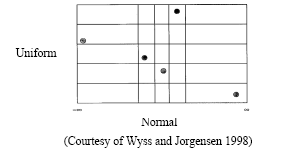 Uniform
-∞
∞
Normal
(Courtesy of Wyss and Jorgensen 1998)